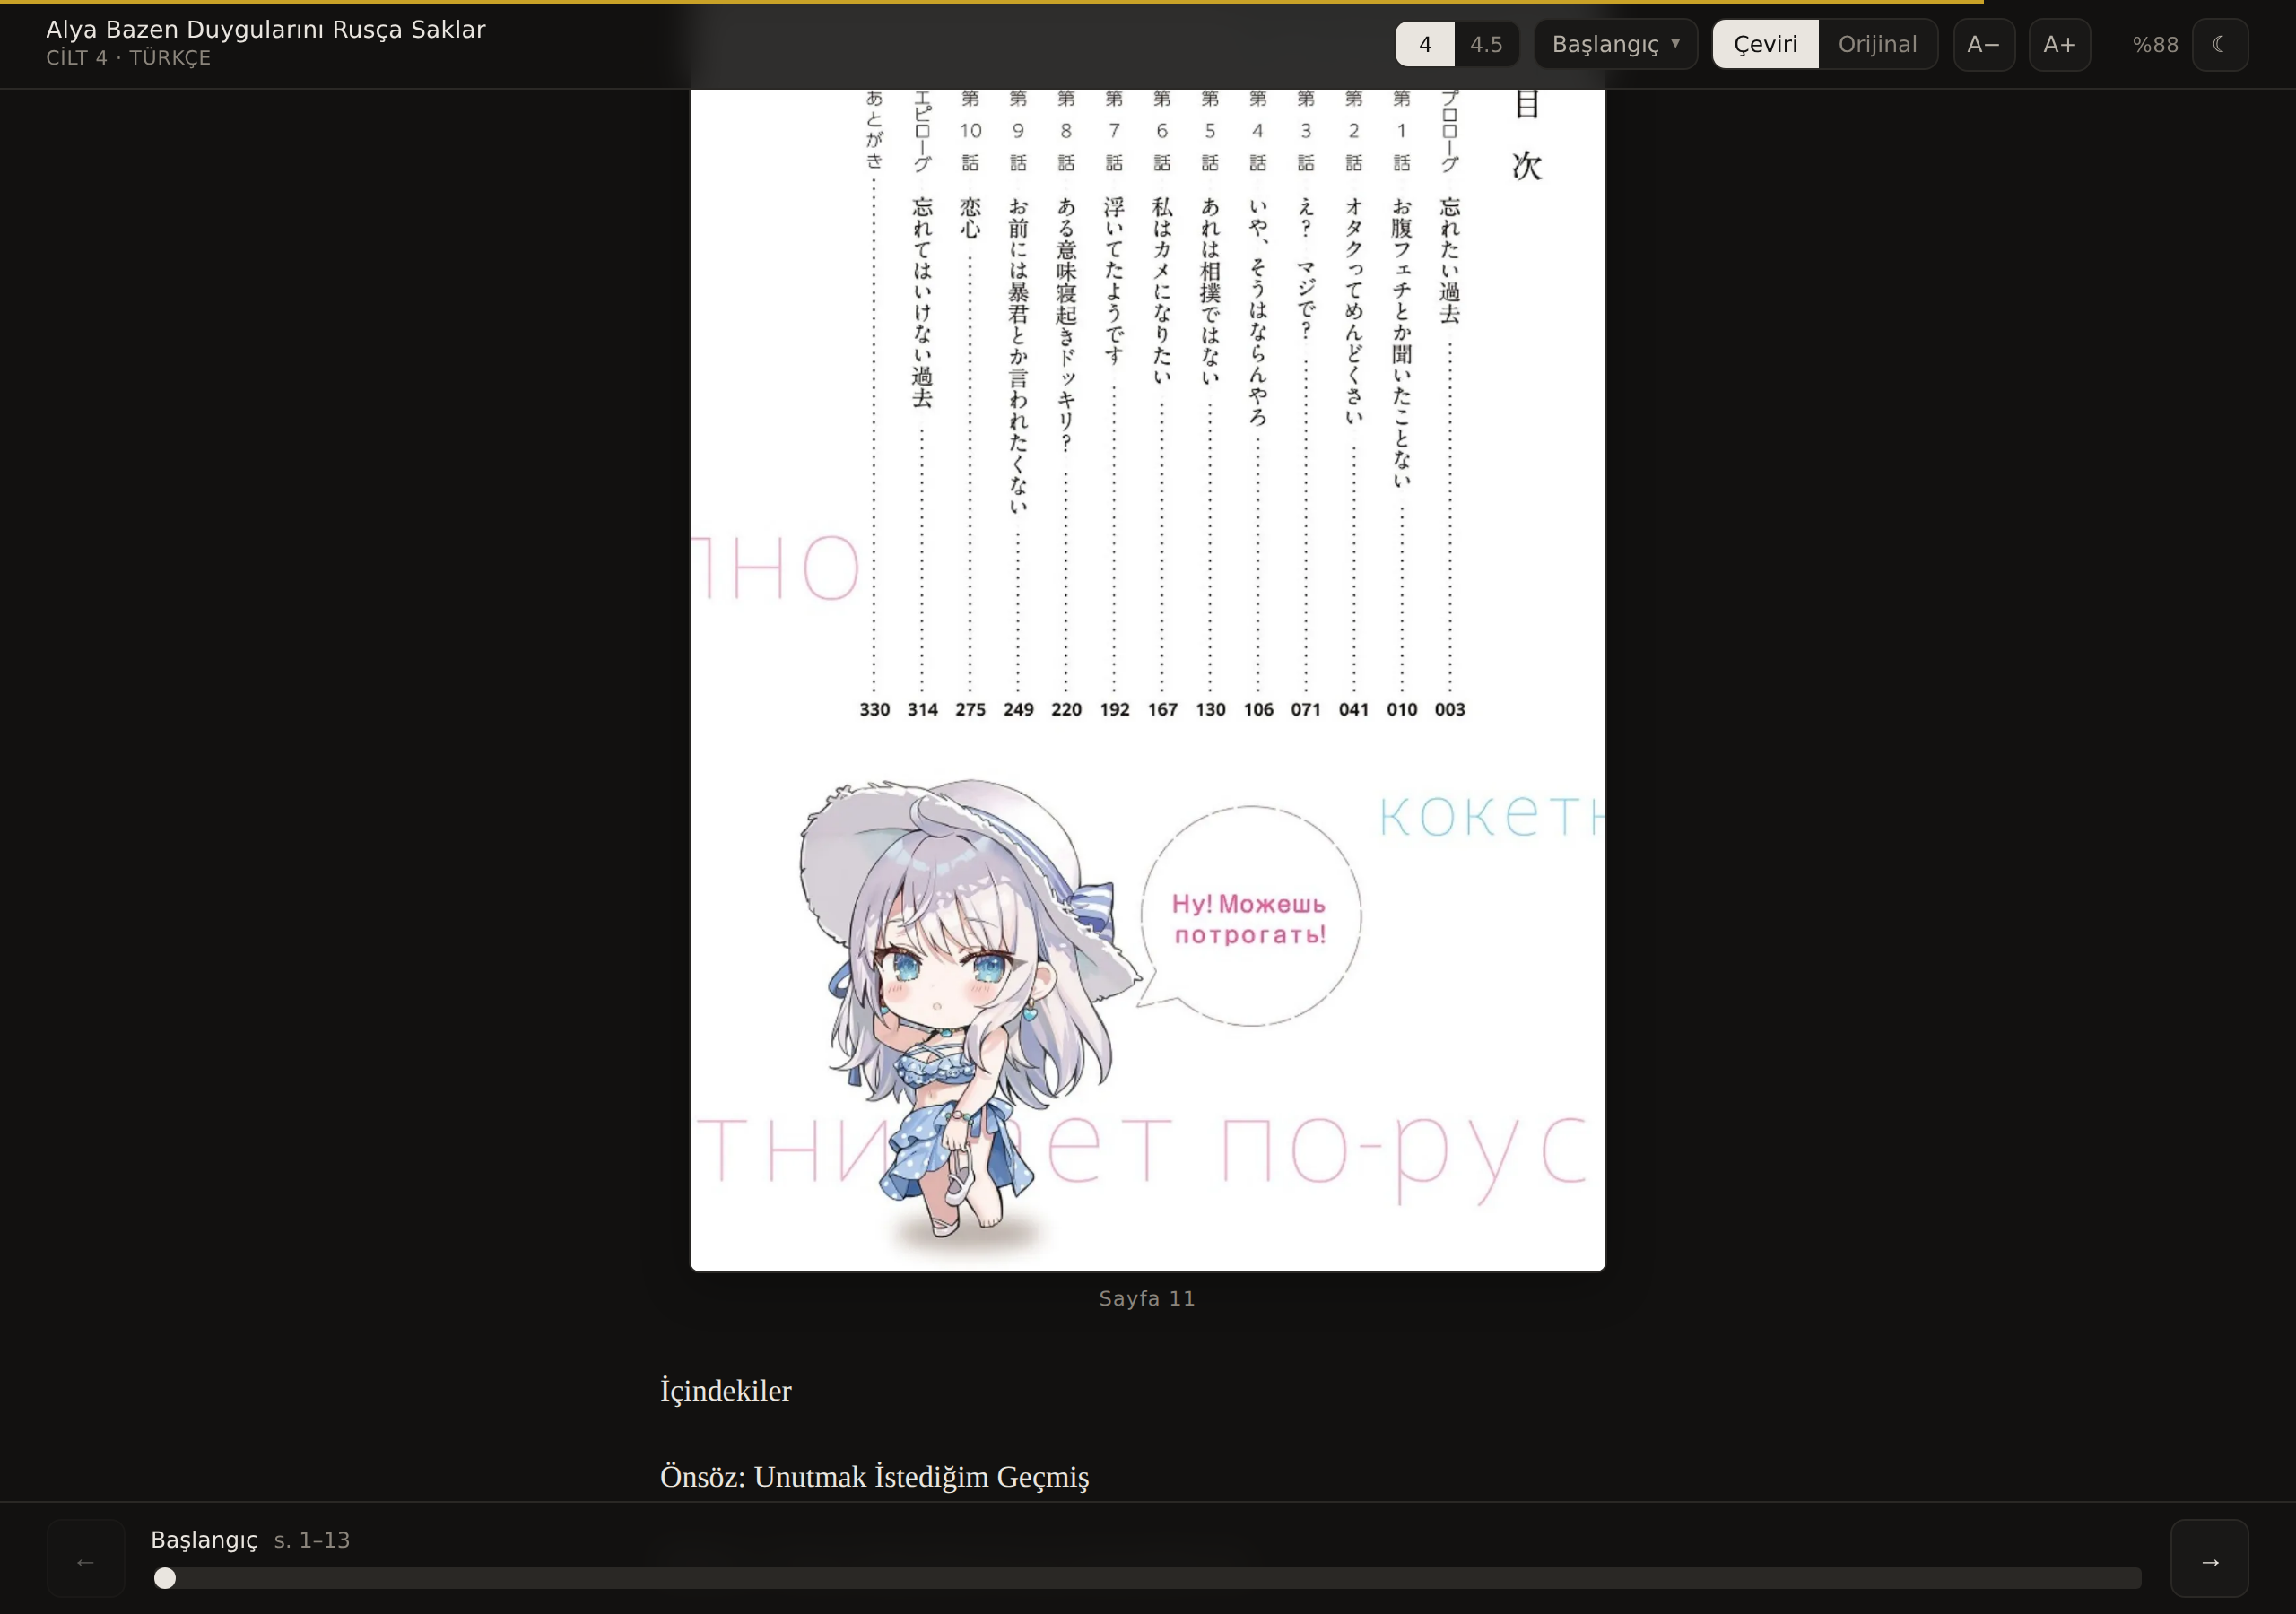 Alya Bazen Duygularını Rusça Saklar
CİLT 4 · TÜRKÇE
4 4.5 Başlangıç ▾ Çeviri Orijinal A− A+ %88 ☾
目次
プロローグ 忘れたい過去 003
第1話 お腹フェチとか聞いたことない 010
第2話 オタクってめんどくさい 041
第3話 え? マジで? 071
第4話 いや、そうはならんやろ 106
第5話 あれは相撲ではない 130
第6話 私はカメになりたい 167
第7話 浮いてたようです 192
第8話 ある意味寝起きドッキリ? 220
第9話 お前には暴君とか言われたくない 249
第10話 恋心 275
エピローグ 忘れてはいけない過去 314
あとがき 330
но
кокетн
Ну! Можешь
потрогать!
тни ет по-рус
Sayfa 11
İçindekiler
Önsöz: Unutmak İstediğim Geçmiş
← Başlangıç s. 1–13 →